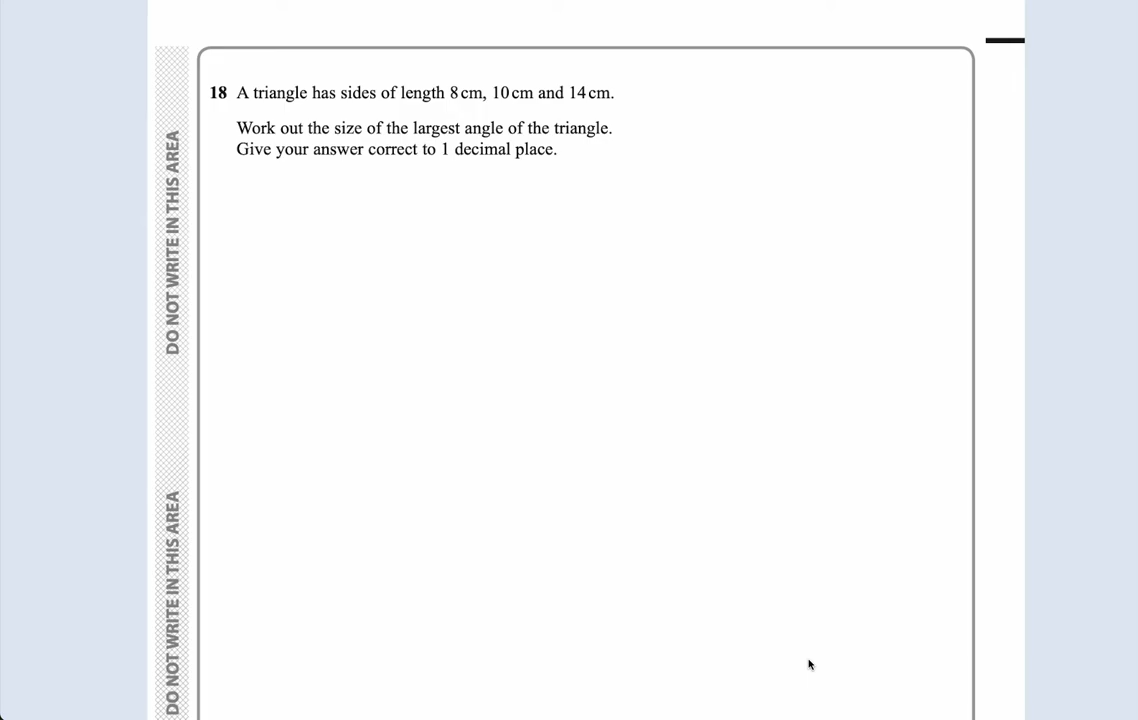 18 A triangle has sides of length 8 cm, 10 cm and 14 cm.
Work out the size of the largest angle of the triangle.
Give your answer correct to 1 decimal place.
DO NOT WRITE IN THIS AREA
DO NOT WRITE IN THIS AREA